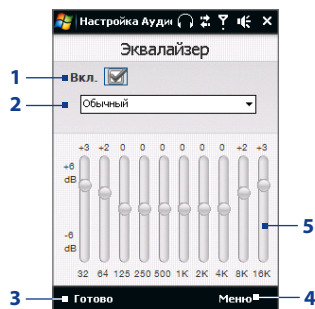 Настройка Аудио
Эквалайзер
1
Вкл.
2
Обычный
+3 +2 0 0 0 0 0 0 +2 +3
+6
dB
-6
dB
5
32 64 125 250 500 1K 2K 4K 8K 16K
3
Готово
Меню
4